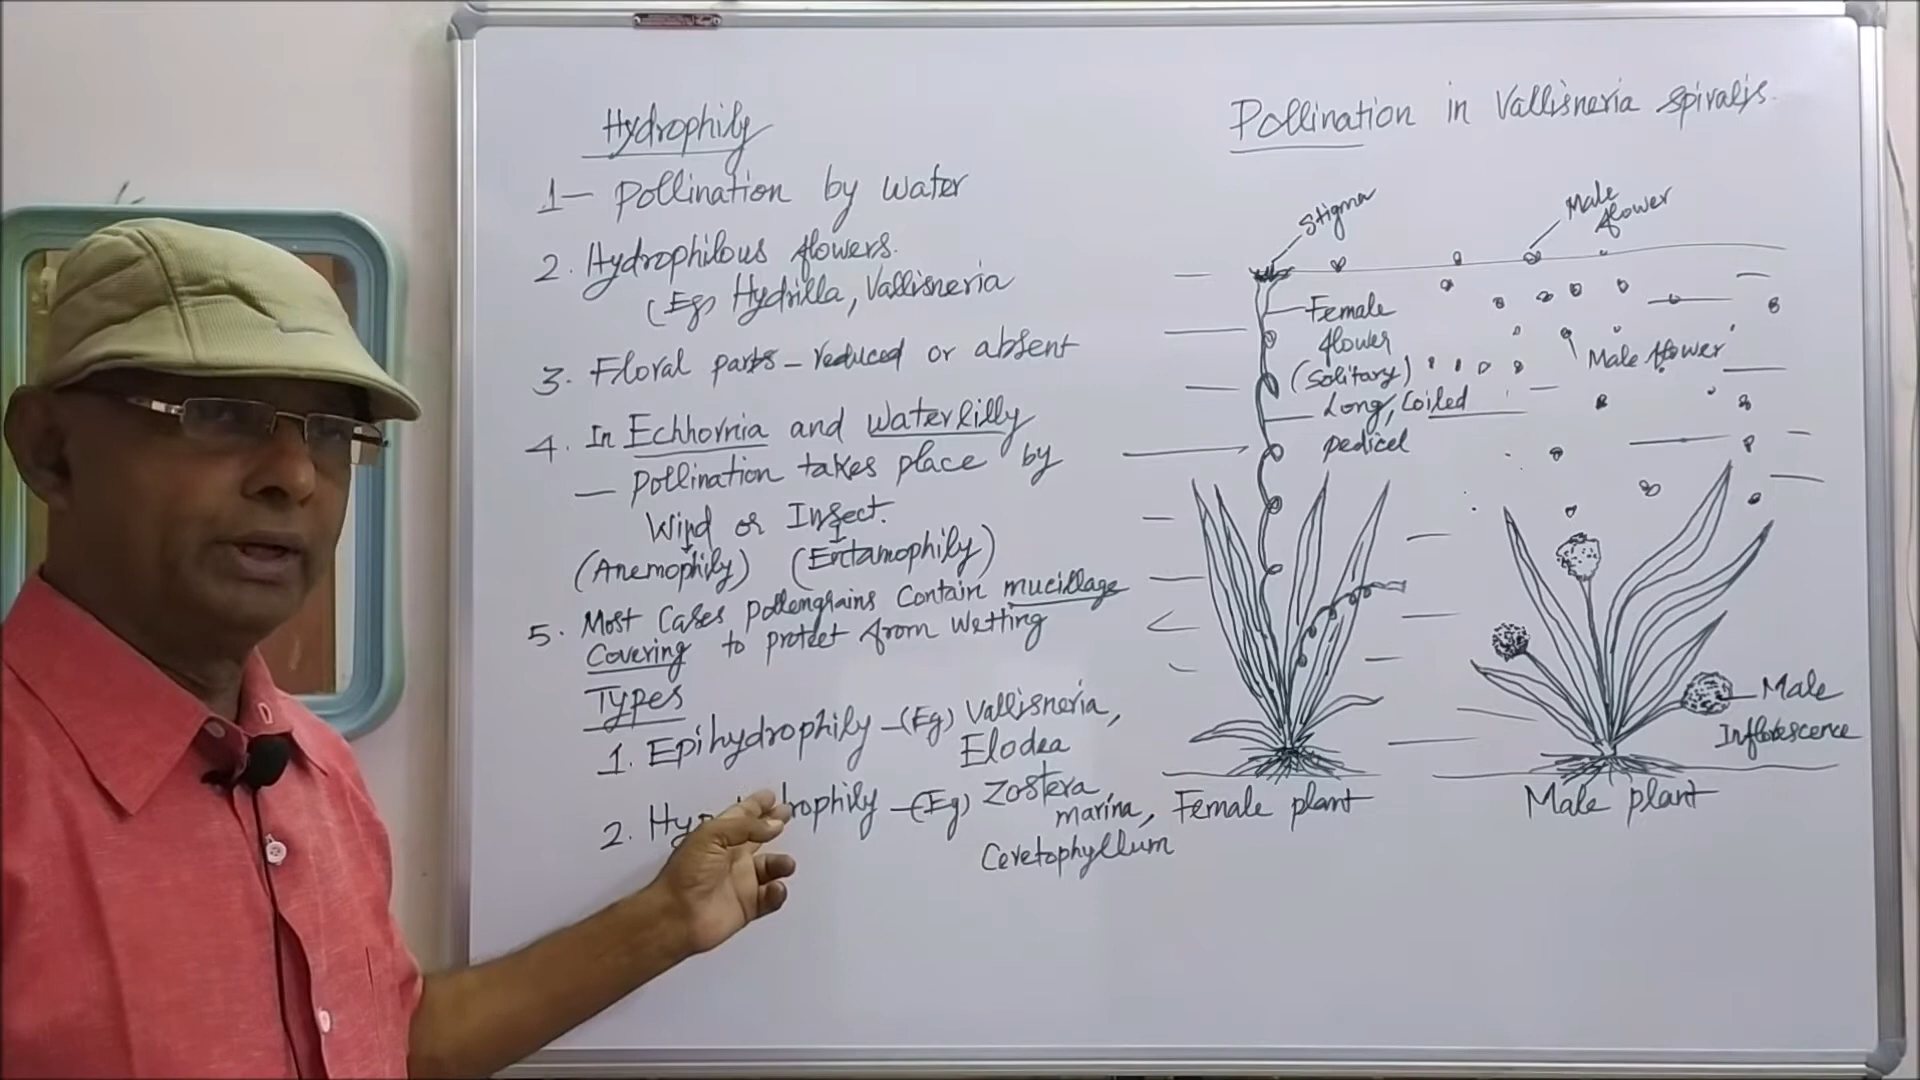 Hydrophily
1- Pollination by water
2. Hydrophilous flowers.
(Eg) Hydrilla, Vallisneria
3. Floral parts - reduced or absent
4. In Echhornia and Waterlilly
- pollination takes place by
Wind or Insect.
(Anemophily) (Entamophily)
5. Most Cases pollengrains contain mucillage
Covering to protect from wetting
Types
1. Epihydrophily - (Eg) Vallisneria,
Elodea
2. - (Eg) Zostera
marina,
Ceretophyllum
Pollination in Vallisneria spiralis.
Stigma
Male
flower
Female
flower
(Solitary)
Long, Coiled
pedicel
Male flower
Male
Inflorescence
Female plant
Male plant